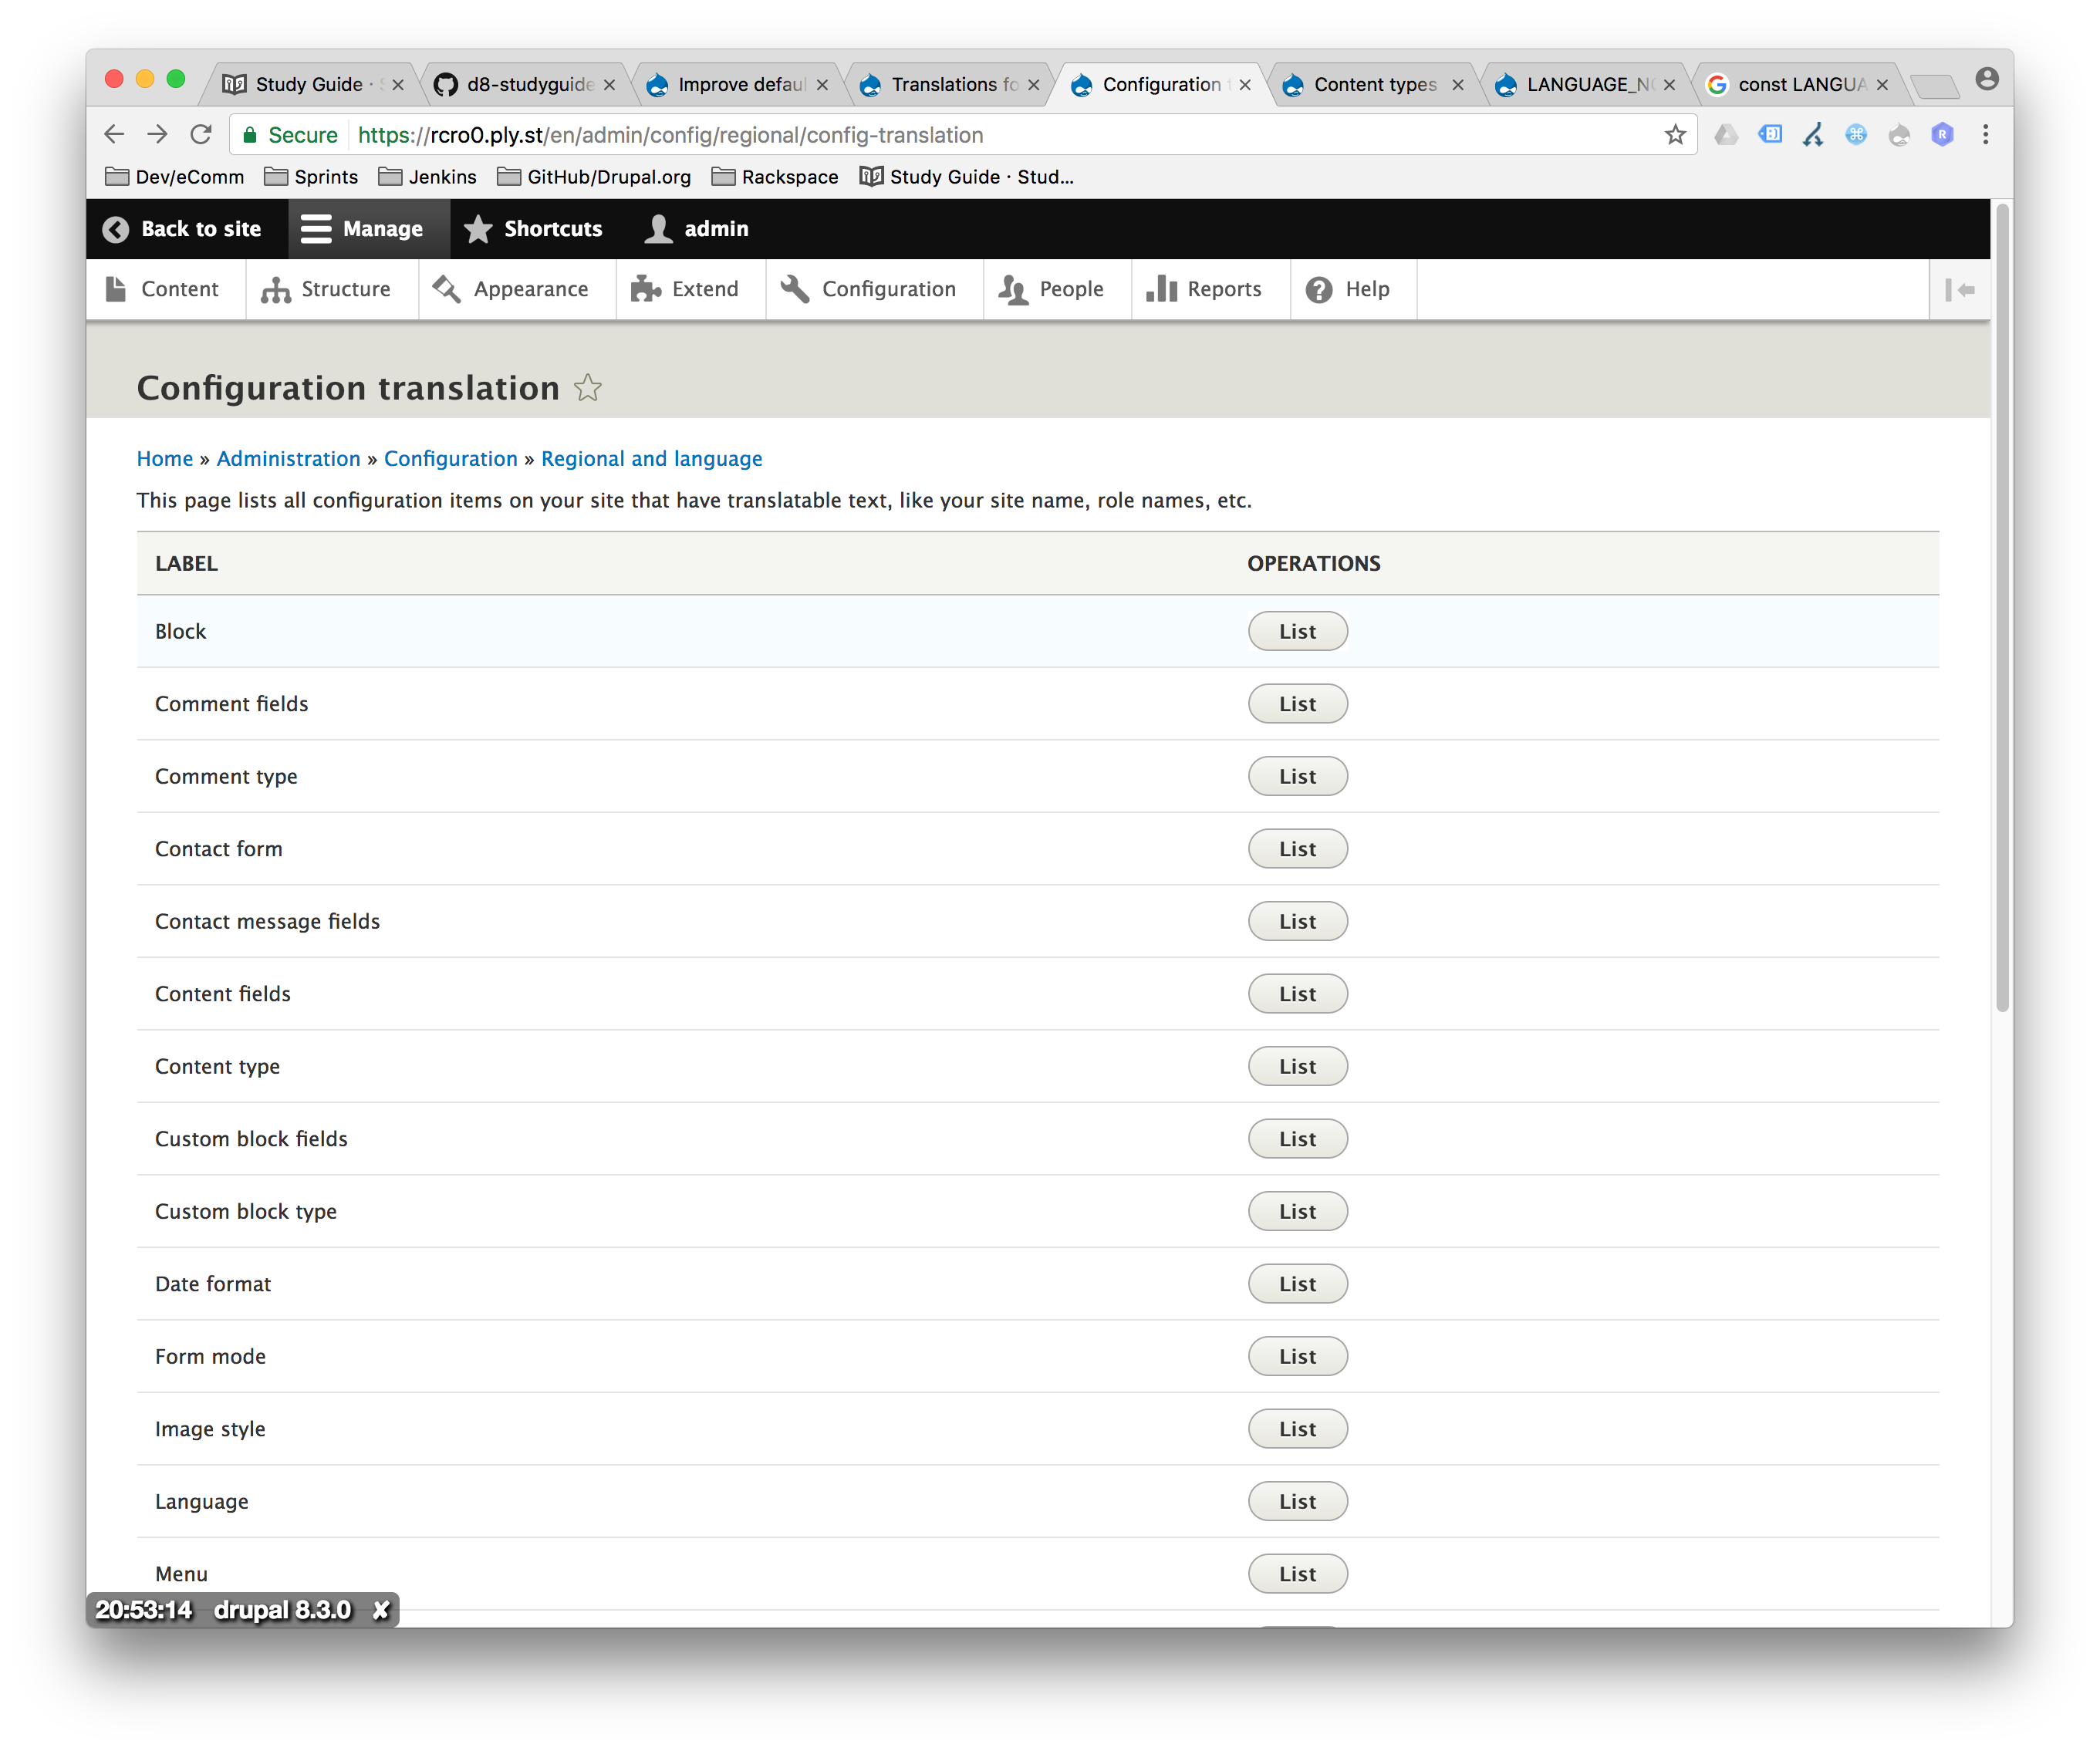 Study Guide ·
d8-studyguide
Improve defaul
Translations fo
Configuration
Content types
LANGUAGE_N
const LANGUA
Secure https://rcro0.ply.st/en/admin/config/regional/config-translation
Dev/eComm Sprints Jenkins GitHub/Drupal.org Rackspace Study Guide · Stud...
Back to site Manage Shortcuts admin
Content Structure Appearance Extend Configuration People Reports Help
Configuration translation
Home » Administration » Configuration » Regional and language
This page lists all configuration items on your site that have translatable text, like your site name, role names, etc.
LABEL OPERATIONS
Block List
Comment fields List
Comment type List
Contact form List
Contact message fields List
Content fields List
Content type List
Custom block fields List
Custom block type List
Date format List
Form mode List
Image style List
Language List
Menu List
20:53:14 drupal 8.3.0 ✘